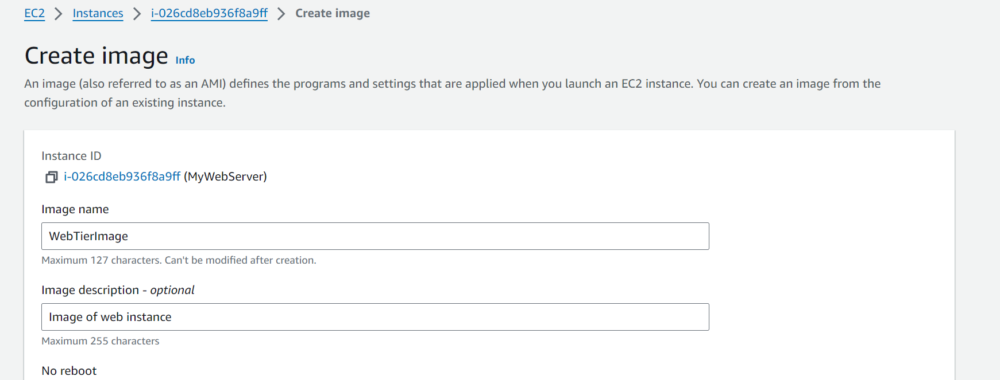 EC2 > Instances > i-026cd8eb936f8a9ff > Create image
Create image Info
An image (also referred to as an AMI) defines the programs and settings that are applied when you launch an EC2 instance. You can create an image from the
configuration of an existing instance.
Instance ID
i-026cd8eb936f8a9ff (MyWebServer)
Image name
WebTierImage
Maximum 127 characters. Can't be modified after creation.
Image description - optional
Image of web instance
Maximum 255 characters
No reboot